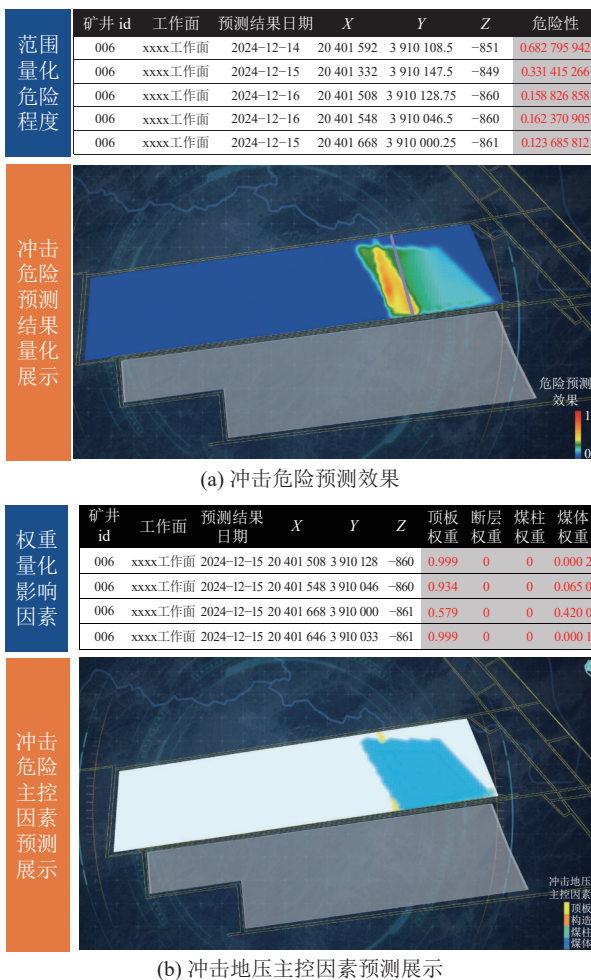 范围
量化
危险
程度
矿井 id 工作面 预测结果日期 X Y Z 危险性
006 xxxx工作面 2024−12−14 20 401 592 3 910 108.5 −851 0.682 795 942
006 xxxx工作面 2024−12−15 20 401 332 3 910 147.5 −849 0.331 415 266
006 xxxx工作面 2024−12−16 20 401 508 3 910 128.75 −860 0.158 826 858
006 xxxx工作面 2024−12−16 20 401 548 3 910 046.5 −860 0.162 370 905
006 xxxx工作面 2024−12−15 20 401 668 3 910 000.25 −861 0.123 685 812
冲击
危险
预测
结果
量化
展示
危险预测
效果
1
0
(a) 冲击危险预测效果
权重
量化
影响
因素
矿井 id 工作面 预测结果日期 X Y Z 顶板权重 断层权重 煤柱权重 煤体权重
006 xxxx工作面 2024−12−15 20 401 508 3 910 128 −860 0.999 0 0 0.000 2
006 xxxx工作面 2024−12−15 20 401 548 3 910 046 −860 0.934 0 0 0.065 0
006 xxxx工作面 2024−12−15 20 401 668 3 910 000 −861 0.579 0 0 0.420 0
006 xxxx工作面 2024−12−15 20 401 646 3 910 033 −861 0.999 0 0 0.000 1
冲击
危险
主控
因素
预测
展示
冲击地压
主控因素
顶板
构造
煤柱
煤体
(b) 冲击地压主控因素预测展示